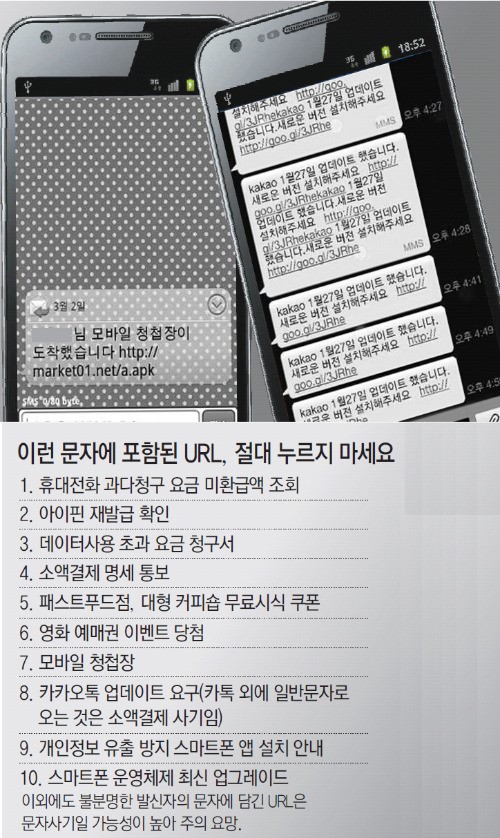 3G
3월 2일
님 모바일 청첩장이
도착했습니다 http://
market01.net/a.apk
SMS 0/80 byte,
3G
18:52
설치해주세요 http://goo.
gl/3JRhekakao 1월27일 업데이트
했습니다.새로운 버전 설치해주세요
http://goo.gl/3JRhe
MMS
오후 4:27
kakao 1월27일 업데이트 했습니다.
새로운 버전 설치해주세요 http://
goo.gl/3JRhekakao 1월27일
업데이트 했습니다.새로운 버전
설치해주세요 http://goo.
gl/3JRhekakao 1월27일 업데이트
했습니다.새로운 버전 설치해주세요
http://goo.gl/3JRhe
MMS
오후 4:28
kakao 1월27일 업데이트 했습니다.
새로운 버전 설치해주세요 http://
goo.gl/3JRhe
오후 4:41
kakao 1월27일 업데이트 했습니다.
새로운 버전 설치해주세요 http://
goo.gl/3JRhe
오후 4:49
kakao 1월27일 업데이트 했습니다.
새로운 버전 설치해주세요 http://
오후
이런 문자에 포함된 URL, 절대 누르지 마세요
1. 휴대전화 과다청구 요금 미환급액 조회
2. 아이핀 재발급 확인
3. 데이터사용 초과 요금 청구서
4. 소액결제 명세 통보
5. 패스트푸드점, 대형 커피숍 무료시식 쿠폰
6. 영화 예매권 이벤트 당첨
7. 모바일 청첩장
8. 카카오톡 업데이트 요구(카톡 외에 일반문자로
오는 것은 소액결제 사기임)
9. 개인정보 유출 방지 스마트폰 앱 설치 안내
10. 스마트폰 운영체제 최신 업그레이드
이외에도 불분명한 발신자의 문자에 담긴 URL은
문자사기일 가능성이 높아 주의 요망.